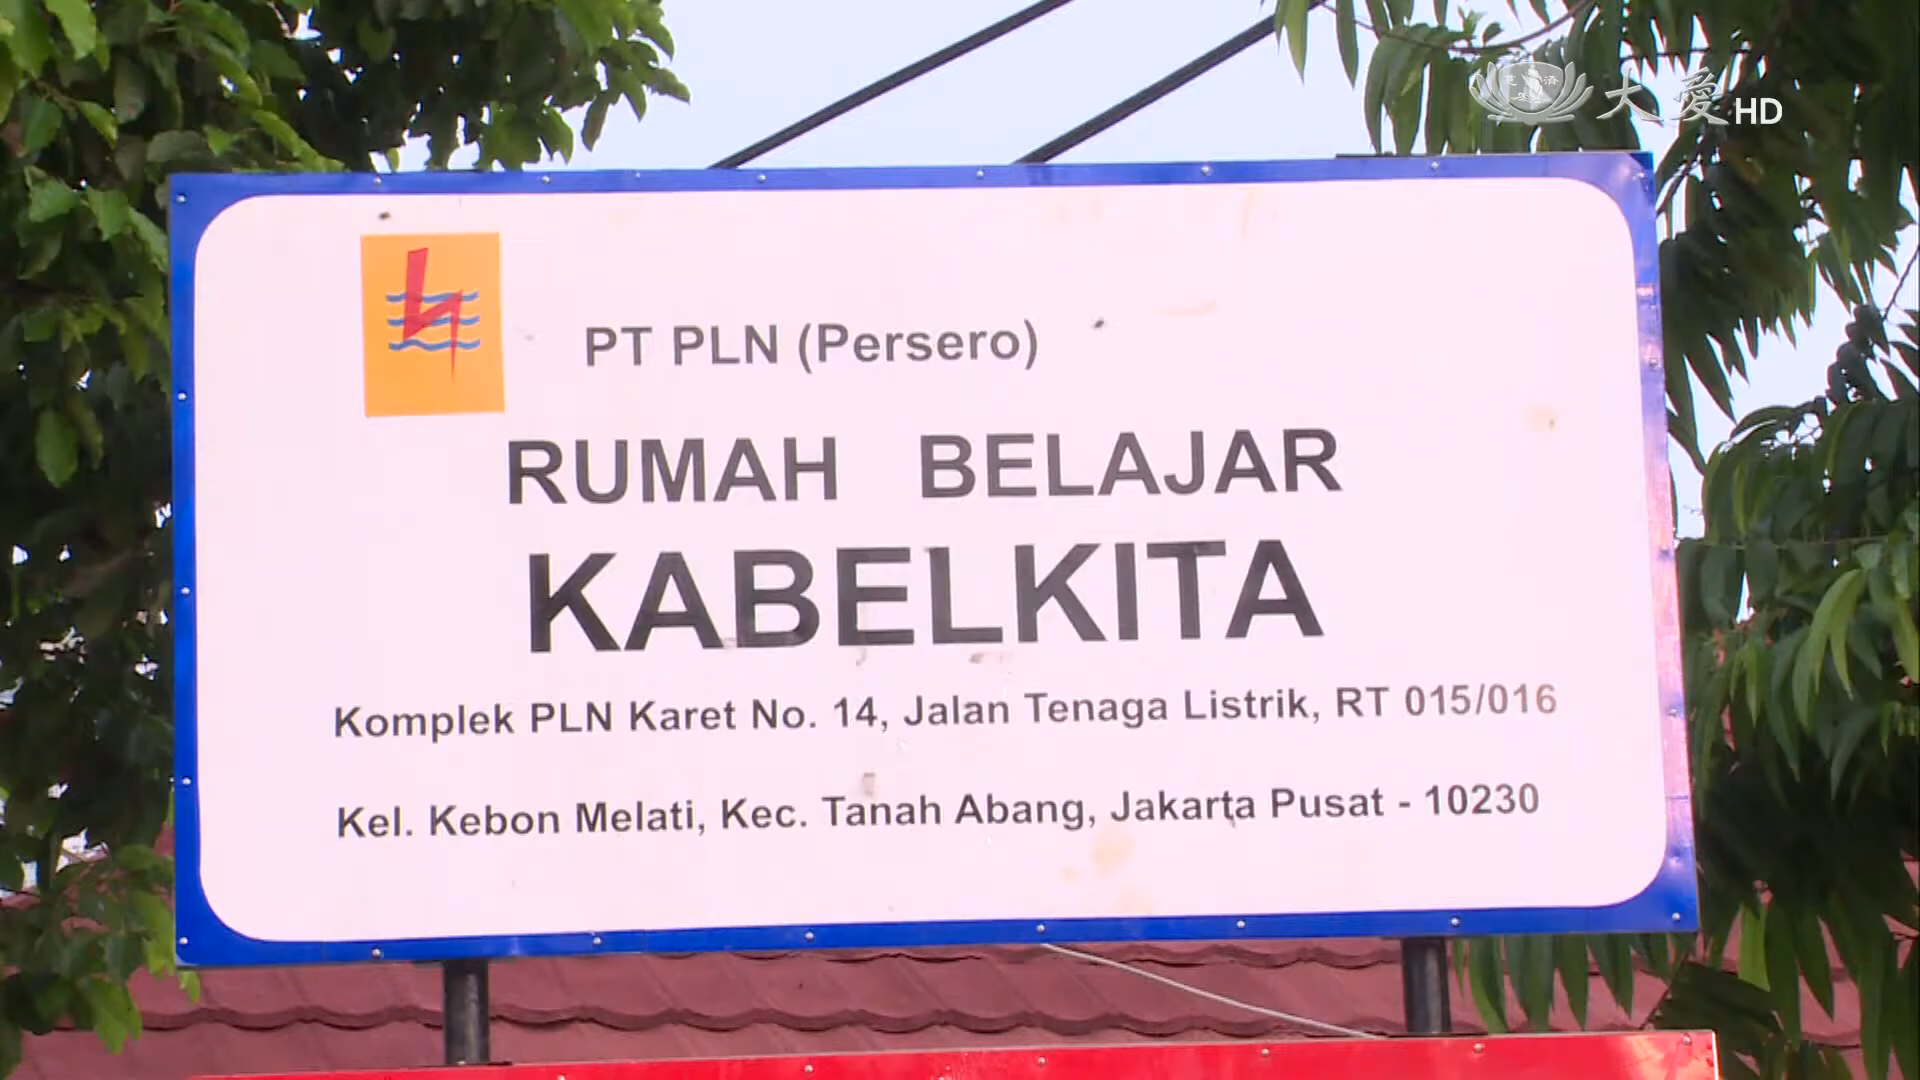 大愛HD
PT PLN (Persero)
RUMAH BELAJAR
KABELKITA
Komplek PLN Karet No. 14, Jalan Tenaga Listrik, RT 015/016
Kel. Kebon Melati, Kec. Tanah Abang, Jakarta Pusat - 10230